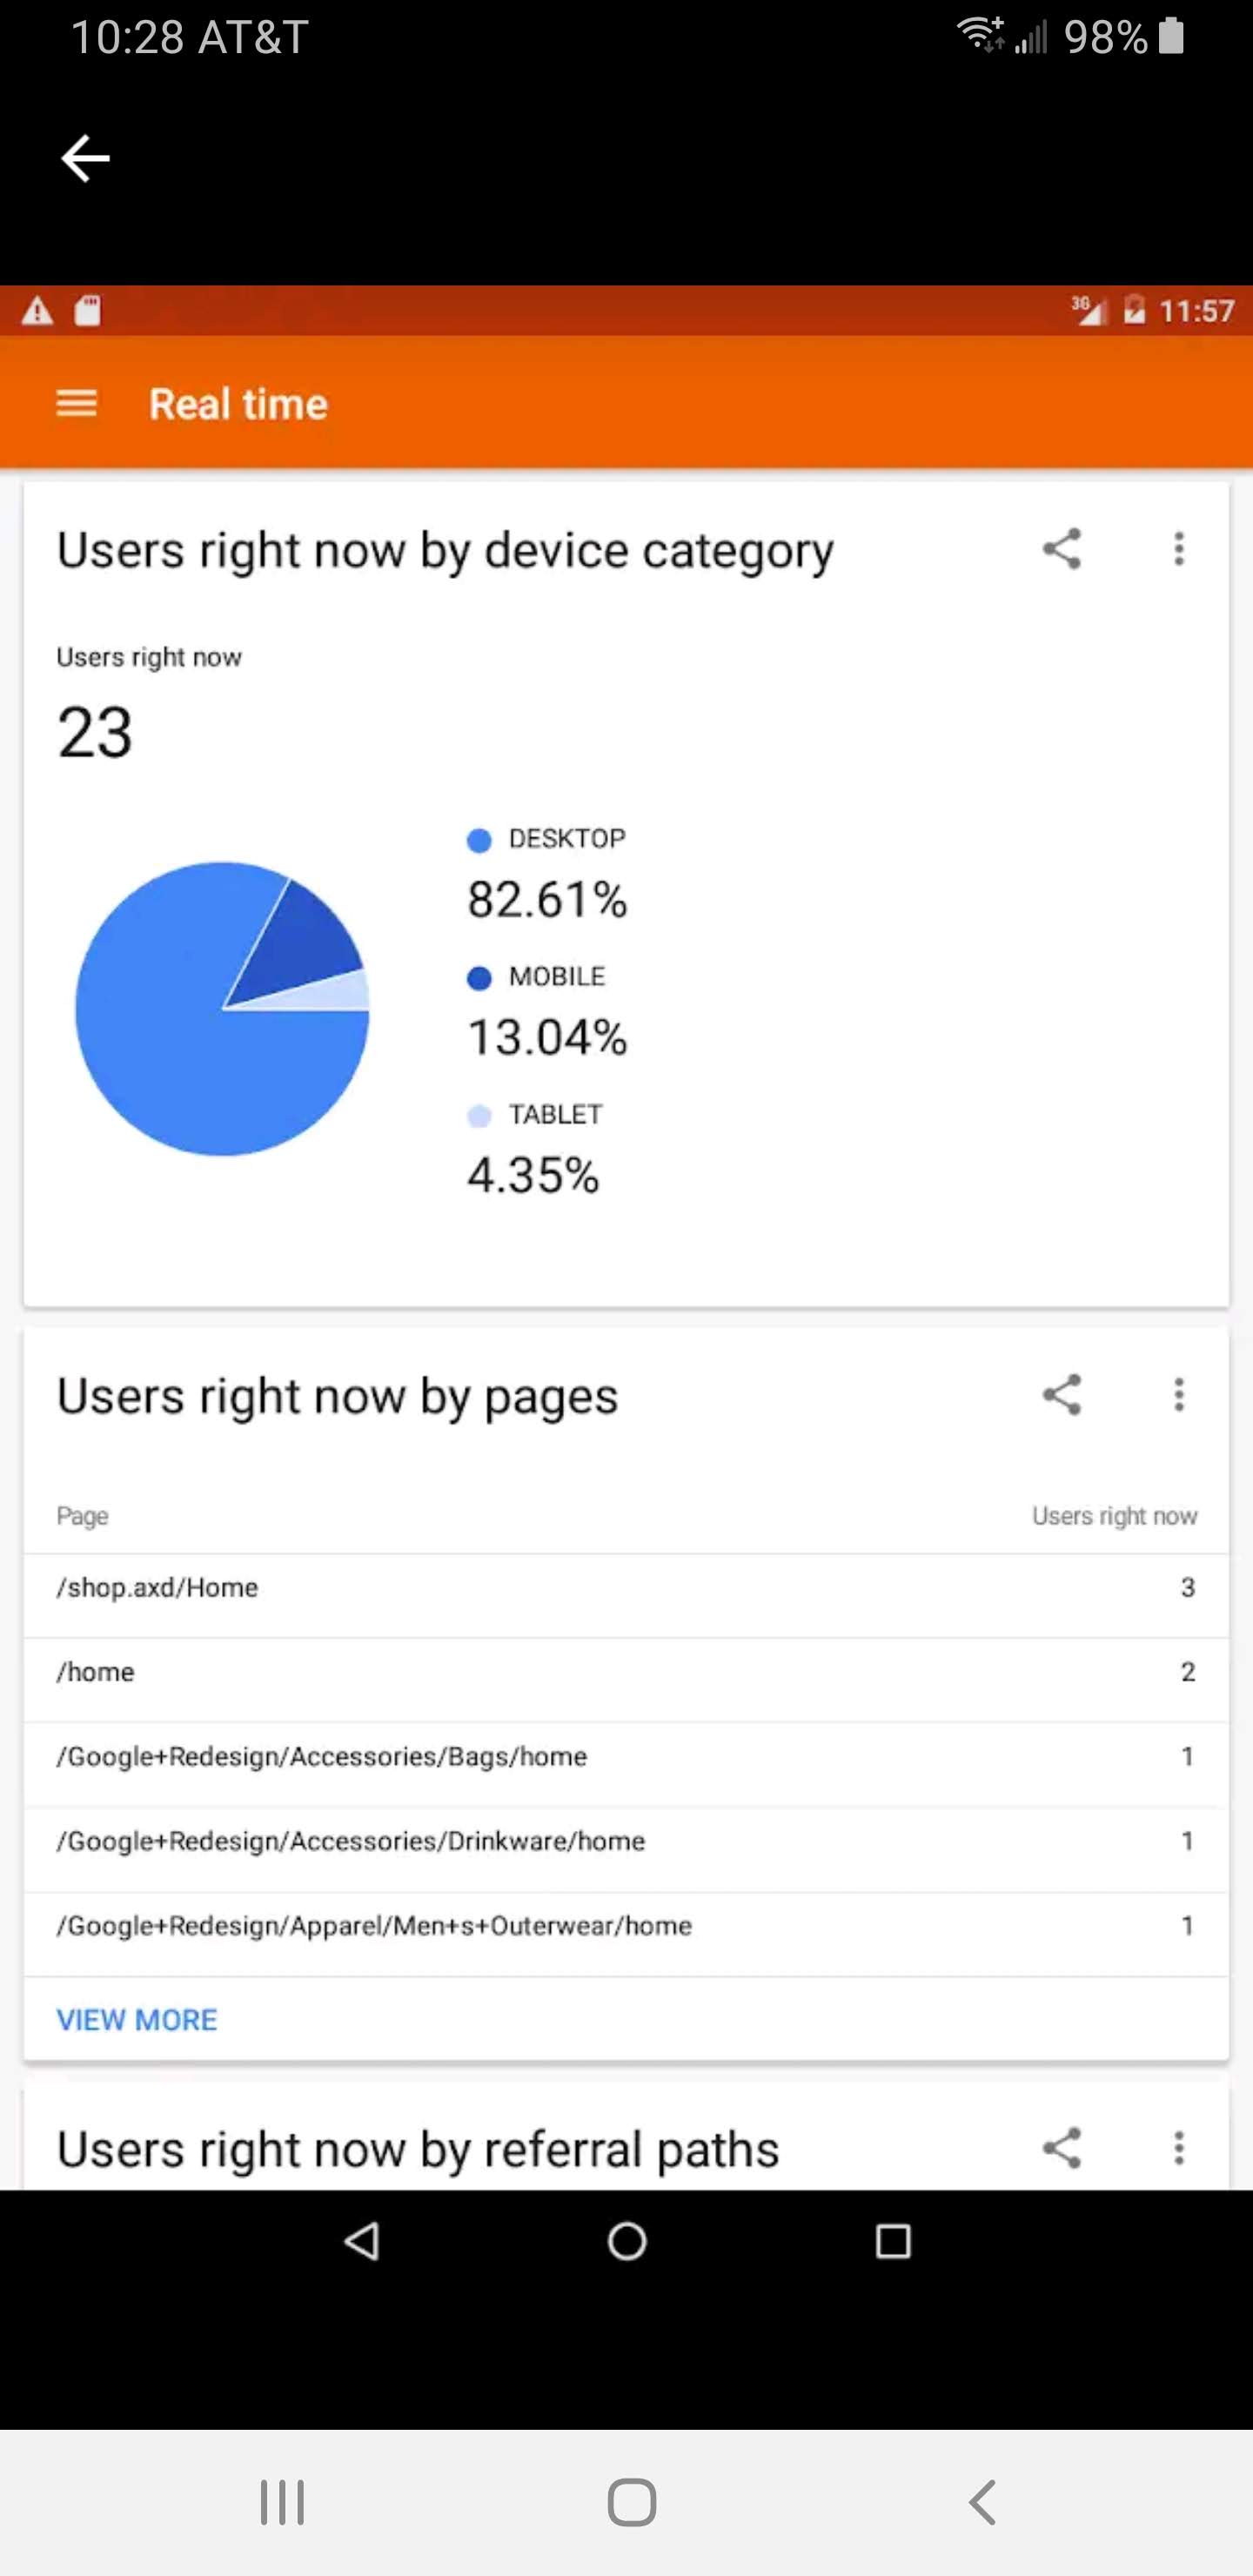 10:28 AT&T 98%
3G 11:57
Real time
Users right now by device category
Users right now
23
DESKTOP
82.61%
MOBILE
13.04%
TABLET
4.35%
Users right now by pages
Page Users right now
/shop.axd/Home 3
/home 2
/Google+Redesign/Accessories/Bags/home 1
/Google+Redesign/Accessories/Drinkware/home 1
/Google+Redesign/Apparel/Men+s+Outerwear/home 1
VIEW MORE
Users right now by referral paths